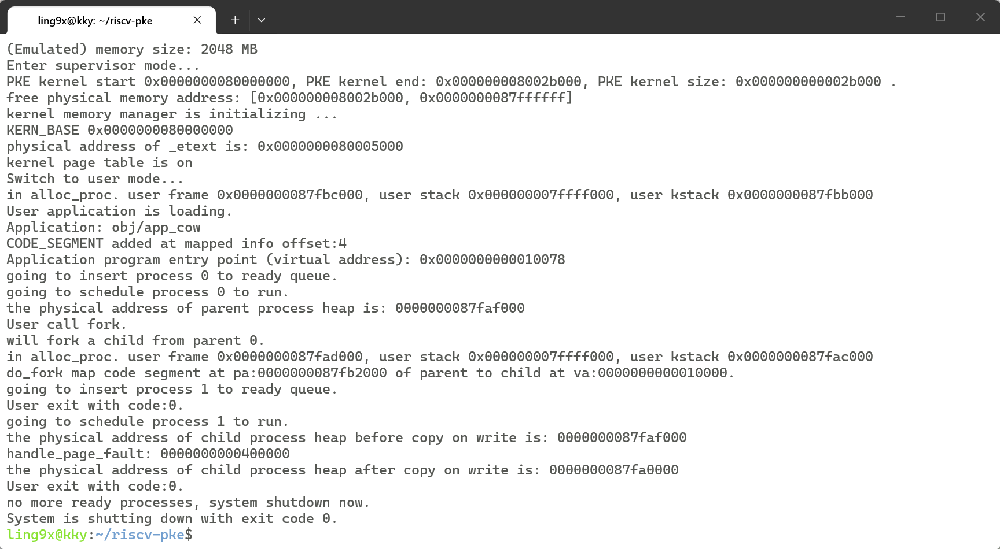 ling9x@kky: ~/riscv-pke
(Emulated) memory size: 2048 MB
Enter supervisor mode...
PKE kernel start 0x0000000080000000, PKE kernel end: 0x000000008002b000, PKE kernel size: 0x000000000002b000 .
free physical memory address: [0x000000008002b000, 0x0000000087ffffff]
kernel memory manager is initializing ...
KERN_BASE 0x0000000080000000
physical address of _etext is: 0x0000000080005000
kernel page table is on
Switch to user mode...
in alloc_proc. user frame 0x0000000087fbc000, user stack 0x000000007ffff000, user kstack 0x0000000087fbb000
User application is loading.
Application: obj/app_cow
CODE_SEGMENT added at mapped info offset:4
Application program entry point (virtual address): 0x0000000000010078
going to insert process 0 to ready queue.
going to schedule process 0 to run.
the physical address of parent process heap is: 0000000087faf000
User call fork.
will fork a child from parent 0.
in alloc_proc. user frame 0x0000000087fad000, user stack 0x000000007ffff000, user kstack 0x0000000087fac000
do_fork map code segment at pa:0000000087fb2000 of parent to child at va:0000000000010000.
going to insert process 1 to ready queue.
User exit with code:0.
going to schedule process 1 to run.
the physical address of child process heap before copy on write is: 0000000087faf000
handle_page_fault: 0000000000400000
the physical address of child process heap after copy on write is: 0000000087fa0000
User exit with code:0.
no more ready processes, system shutdown now.
System is shutting down with exit code 0.
ling9x@kky:~/riscv-pke$